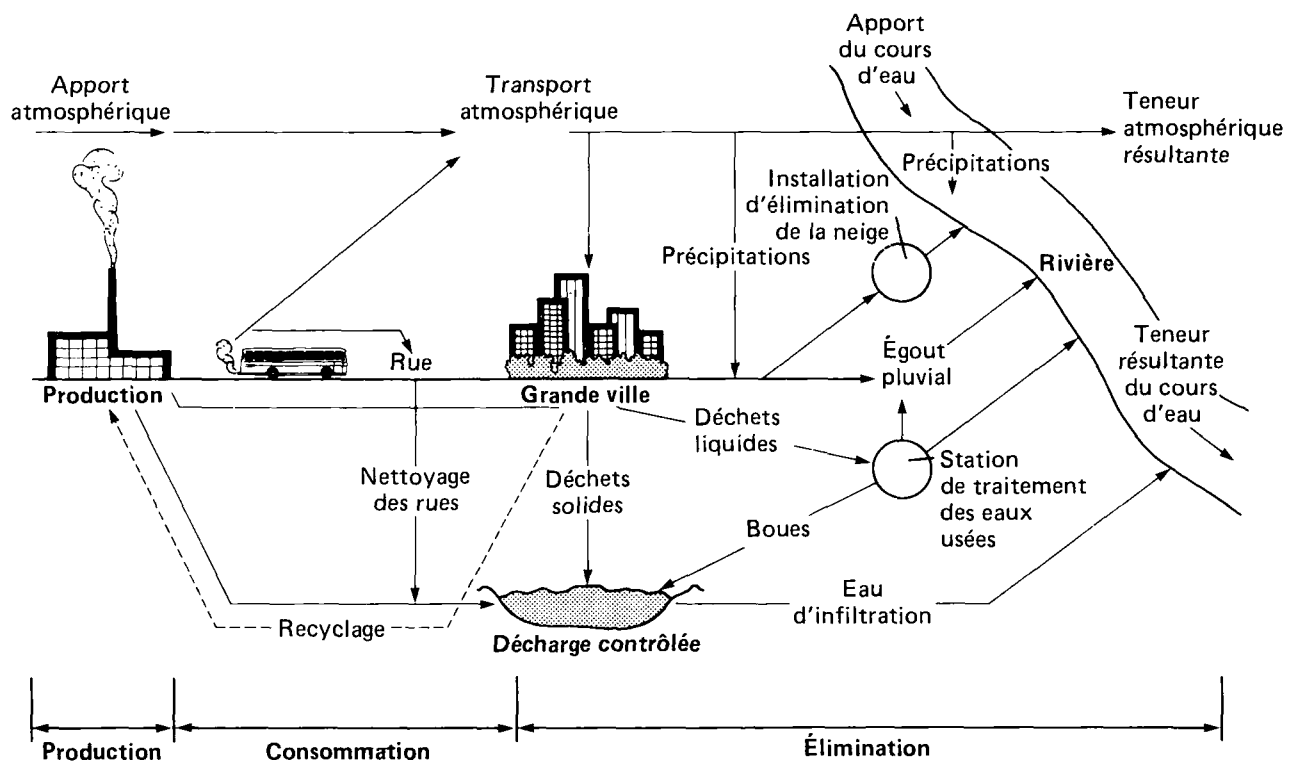 Apport
du cours
d'eau
Apport
atmosphérique
Transport
atmosphérique
Teneur
atmosphérique
résultante
Précipitations
Installation
d'élimination
de la neige
Précipitations
Rivière
Rue
Égout
pluvial
Teneur
résultante
du cours
d'eau
Production
Grande ville
Déchets
liquides
Nettoyage
des rues
Déchets
solides
Station
de traitement
des eaux
usées
Boues
Eau
d'infiltration
Recyclage
Décharge contrôlée
Production
Consommation
Élimination